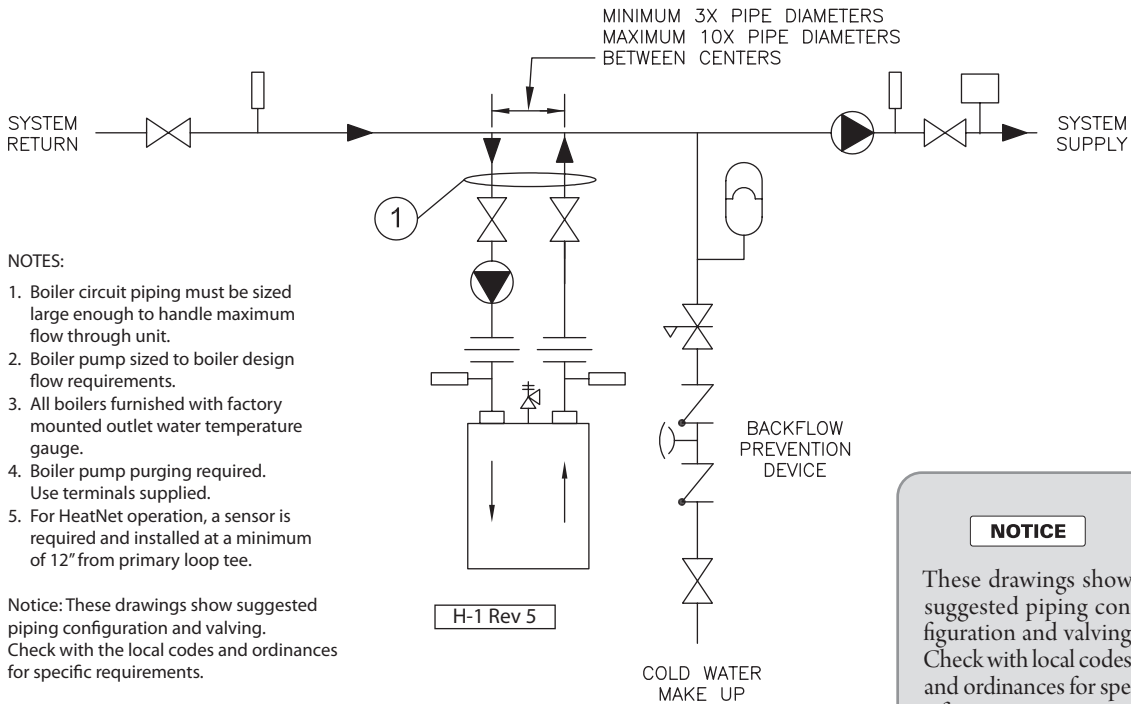 MINIMUM 3X PIPE DIAMETERS
MAXIMUM 10X PIPE DIAMETERS
BETWEEN CENTERS
SYSTEM
RETURN
SYSTEM
SUPPLY
1
NOTES:
1. Boiler circuit piping must be sized
large enough to handle maximum
flow through unit.
2. Boiler pump sized to boiler design
flow requirements.
3. All boilers furnished with factory
mounted outlet water temperature
gauge.
4. Boiler pump purging required.
Use terminals supplied.
5. For HeatNet operation, a sensor is
required and installed at a minimum
of 12” from primary loop tee.
Notice: These drawings show suggested
piping configuration and valving.
Check with the local codes and ordinances
for specific requirements.
H-1 Rev 5
BACKFLOW
PREVENTION
DEVICE
COLD WATER
MAKE UP
NOTICE
These drawings show
suggested piping con
figuration and valving
Check with local codes
and ordinances for spe